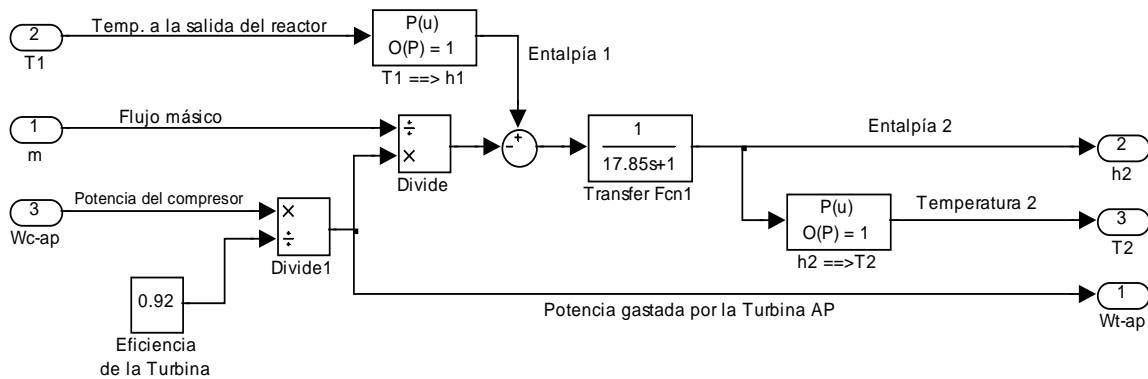 2
T1
Temp. a la salida del reactor
P(u)
O(P) = 1
T1 ==> h1
Entalpía 1
1
m
Flujo másico
÷
×
Divide
- +
1
17.85s+1
Transfer Fcn1
Entalpía 2
2
h2
3
Wc-ap
Potencia del compresor
×
÷
Divide1
P(u)
O(P) = 1
h2 ==>T2
Temperatura 2
3
T2
0.92
Eficiencia
de la Turbina
Potencia gastada por la Turbina AP
1
Wt-ap